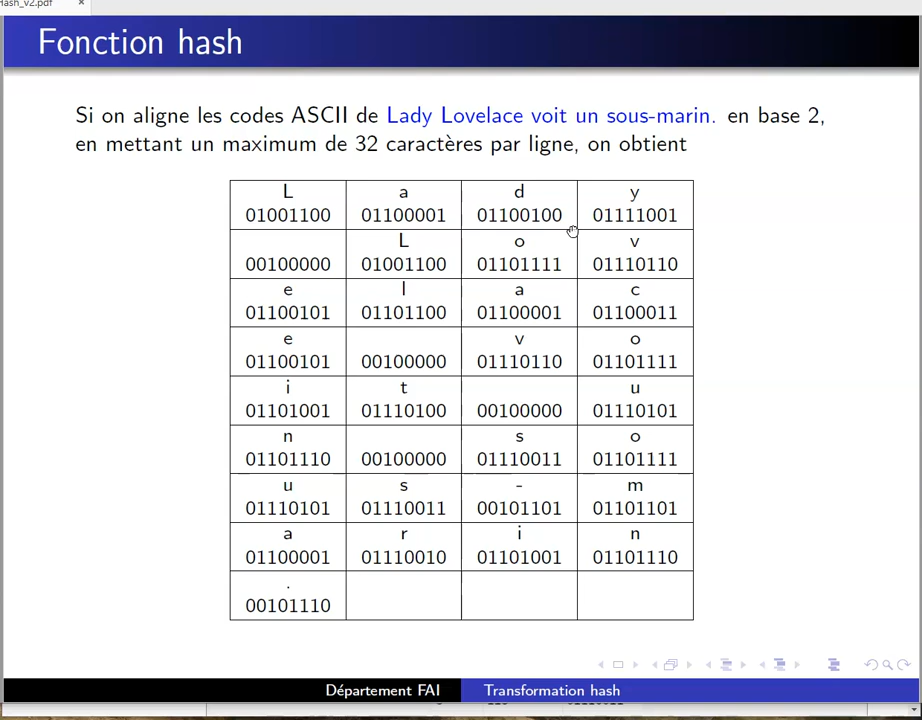 Hash_v2.pdf ×
Fonction hash
Si on aligne les codes ASCII de Lady Lovelace voit un sous-marin. en base 2,
en mettant un maximum de 32 caractères par ligne, on obtient
L a d y
01001100 01100001 01100100 01111001
L o v
00100000 01001100 01101111 01110110
e l a c
01100101 01101100 01100001 01100011
e v o
01100101 00100000 01110110 01101111
i t u
01101001 01110100 00100000 01110101
n s o
01101110 00100000 01110011 01101111
u s - m
01110101 01110011 00101101 01101101
a r i n
01100001 01110010 01101001 01101110
.
00101110
Département FAI Transformation hash